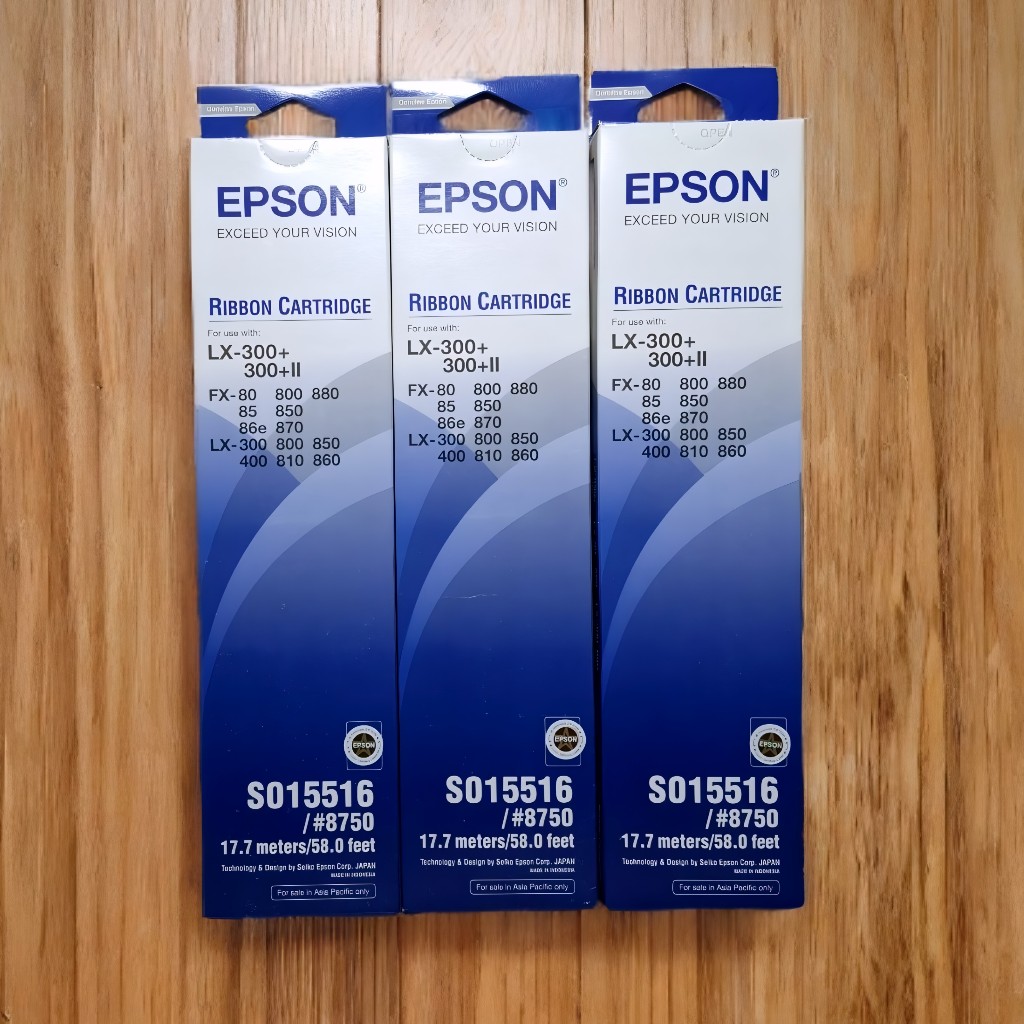 Genuine Epson
EPSON®
EXCEED YOUR VISION
RIBBON CARTRIDGE
For use with:
LX-300+
300+II
FX-80 800 880
85 850
86e 870
LX-300 800 850
400 810 860
EPSON
S015516
/#8750
17.7 meters/58.0 feet
Technology & Design by Seiko Epson Corp. JAPAN
MADE IN INDONESIA
For sale in Asia Pacific only
Genuine Epson
OPEN
EPSON®
EXCEED YOUR VISION
RIBBON CARTRIDGE
For use with:
LX-300+
300+II
FX-80 800 880
85 850
86e 870
LX-300 800 850
400 810 860
EPSON
S015516
/#8750
17.7 meters/58.0 feet
Technology & Design by Seiko Epson Corp. JAPAN
MADE IN INDONESIA
For sale in Asia Pacific only
Genuine Epson
OPEN
EPSON®
EXCEED YOUR VISION
RIBBON CARTRIDGE
For use with:
LX-300+
300+II
FX-80 800 880
85 850
86e 870
LX-300 800 850
400 810 860
EPSON
S015516
/#8750
17.7 meters/58.0 feet
Technology & Design by Seiko Epson Corp. JAPAN
MADE IN INDONESIA
For sale in Asia Pacific only